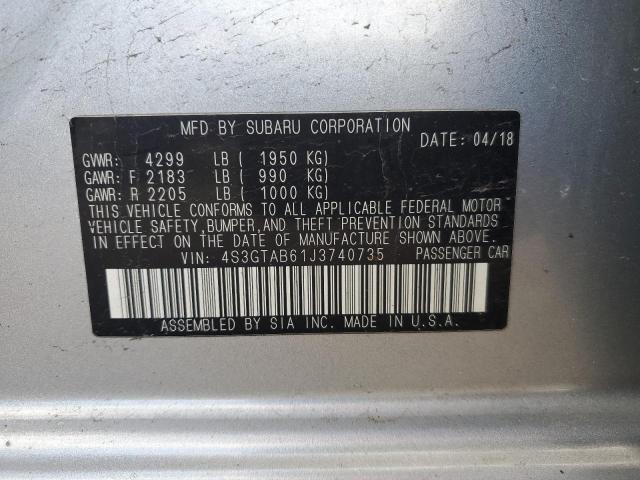 MFD BY SUBARU CORPORATION
DATE: 04/18
GVWR: 4299 LB ( 1950 KG)
GAWR: F 2183 LB ( 990 KG)
GAWR: R 2205 LB ( 1000 KG)
THIS VEHICLE CONFORMS TO ALL APPLICABLE FEDERAL MOTOR
VEHICLE SAFETY, BUMPER, AND THEFT PREVENTION STANDARDS
IN EFFECT ON THE DATE OF MANUFACTURE SHOWN ABOVE.
VIN: 4S3GTAB61J3740735 PASSENGER CAR
ASSEMBLED BY SIA INC. MADE IN U.S.A.